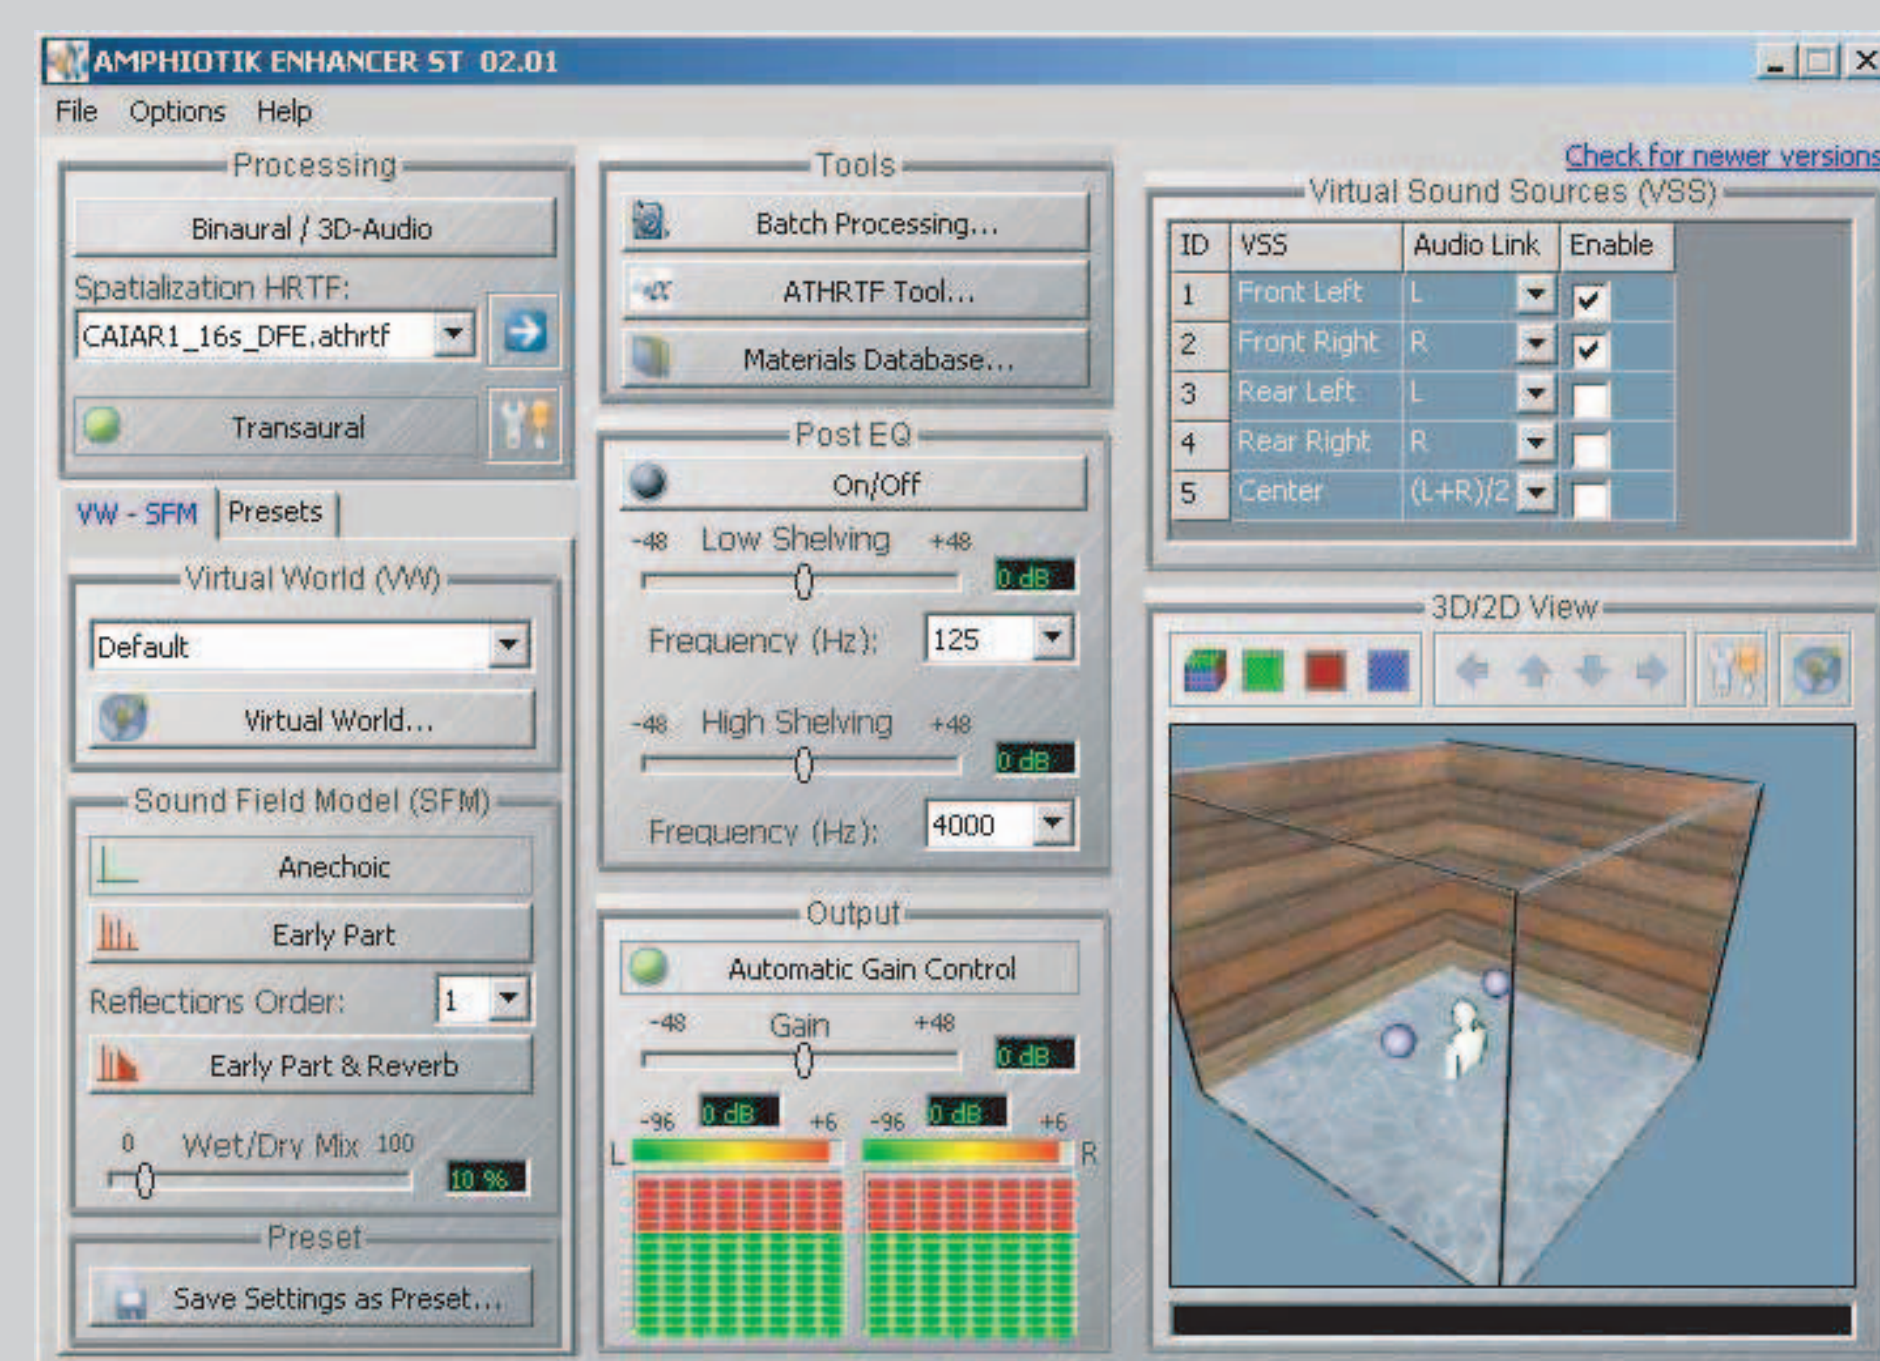 AMPHIOTIK ENHANCER ST 02.01
File Options Help
Check for newer versions
Processing
Binaural / 3D-Audio
Spatialization HRTF:
CAIAR1_16s_DFE.athrtf
Transaural
VW - SFM Presets
Virtual World (VW)
Default
Virtual World...
Sound Field Model (SFM)
Anechoic
Early Part
Reflections Order: 1
Early Part & Reverb
0 Wet/Dry Mix 100
10 %
Preset
Save Settings as Preset...
Tools
Batch Processing...
ATHRTF Tool...
Materials Database...
Post EQ
On/Off
-48 Low Shelving +48
0 dB
Frequency (Hz): 125
-48 High Shelving +48
0 dB
Frequency (Hz): 4000
Output
Automatic Gain Control
-48 Gain +48
0 dB
-96 0 dB +6 -96 0 dB +6
L R
Virtual Sound Sources (VSS)
ID VSS Audio Link Enable
1 Front Left L
2 Front Right R
3 Rear Left L
4 Rear Right R
5 Center (L+R)/2
3D/2D View